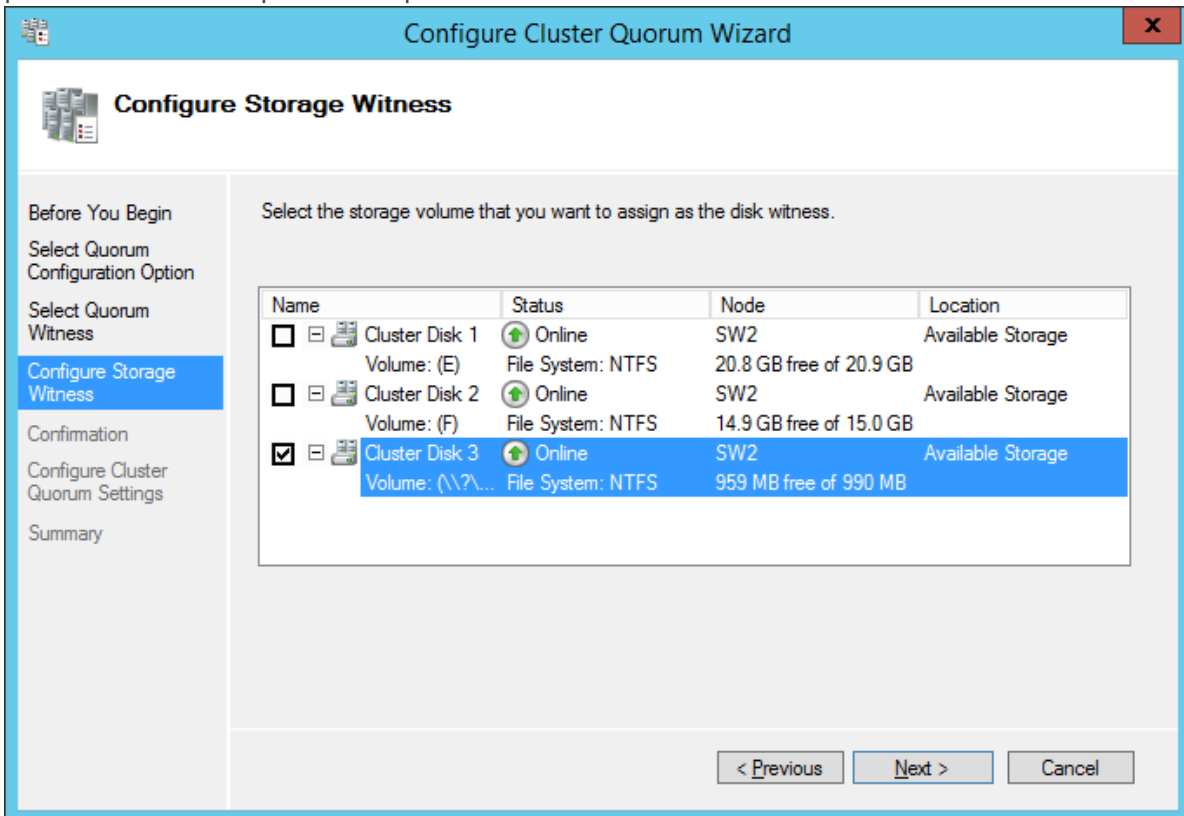 Configure Cluster Quorum Wizard
x
Configure Storage Witness
Before You Begin
Select Quorum
Configuration Option
Select Quorum
Witness
Configure Storage
Witness
Confirmation
Configure Cluster
Quorum Settings
Summary
Select the storage volume that you want to assign as the disk witness.
Name Status Node Location
Cluster Disk 1 Online SW2 Available Storage
Volume: (E) File System: NTFS 20.8 GB free of 20.9 GB
Cluster Disk 2 Online SW2 Available Storage
Volume: (F) File System: NTFS 14.9 GB free of 15.0 GB
Cluster Disk 3 Online SW2 Available Storage
Volume: (\\?\... File System: NTFS 959 MB free of 990 MB
< Previous Next > Cancel